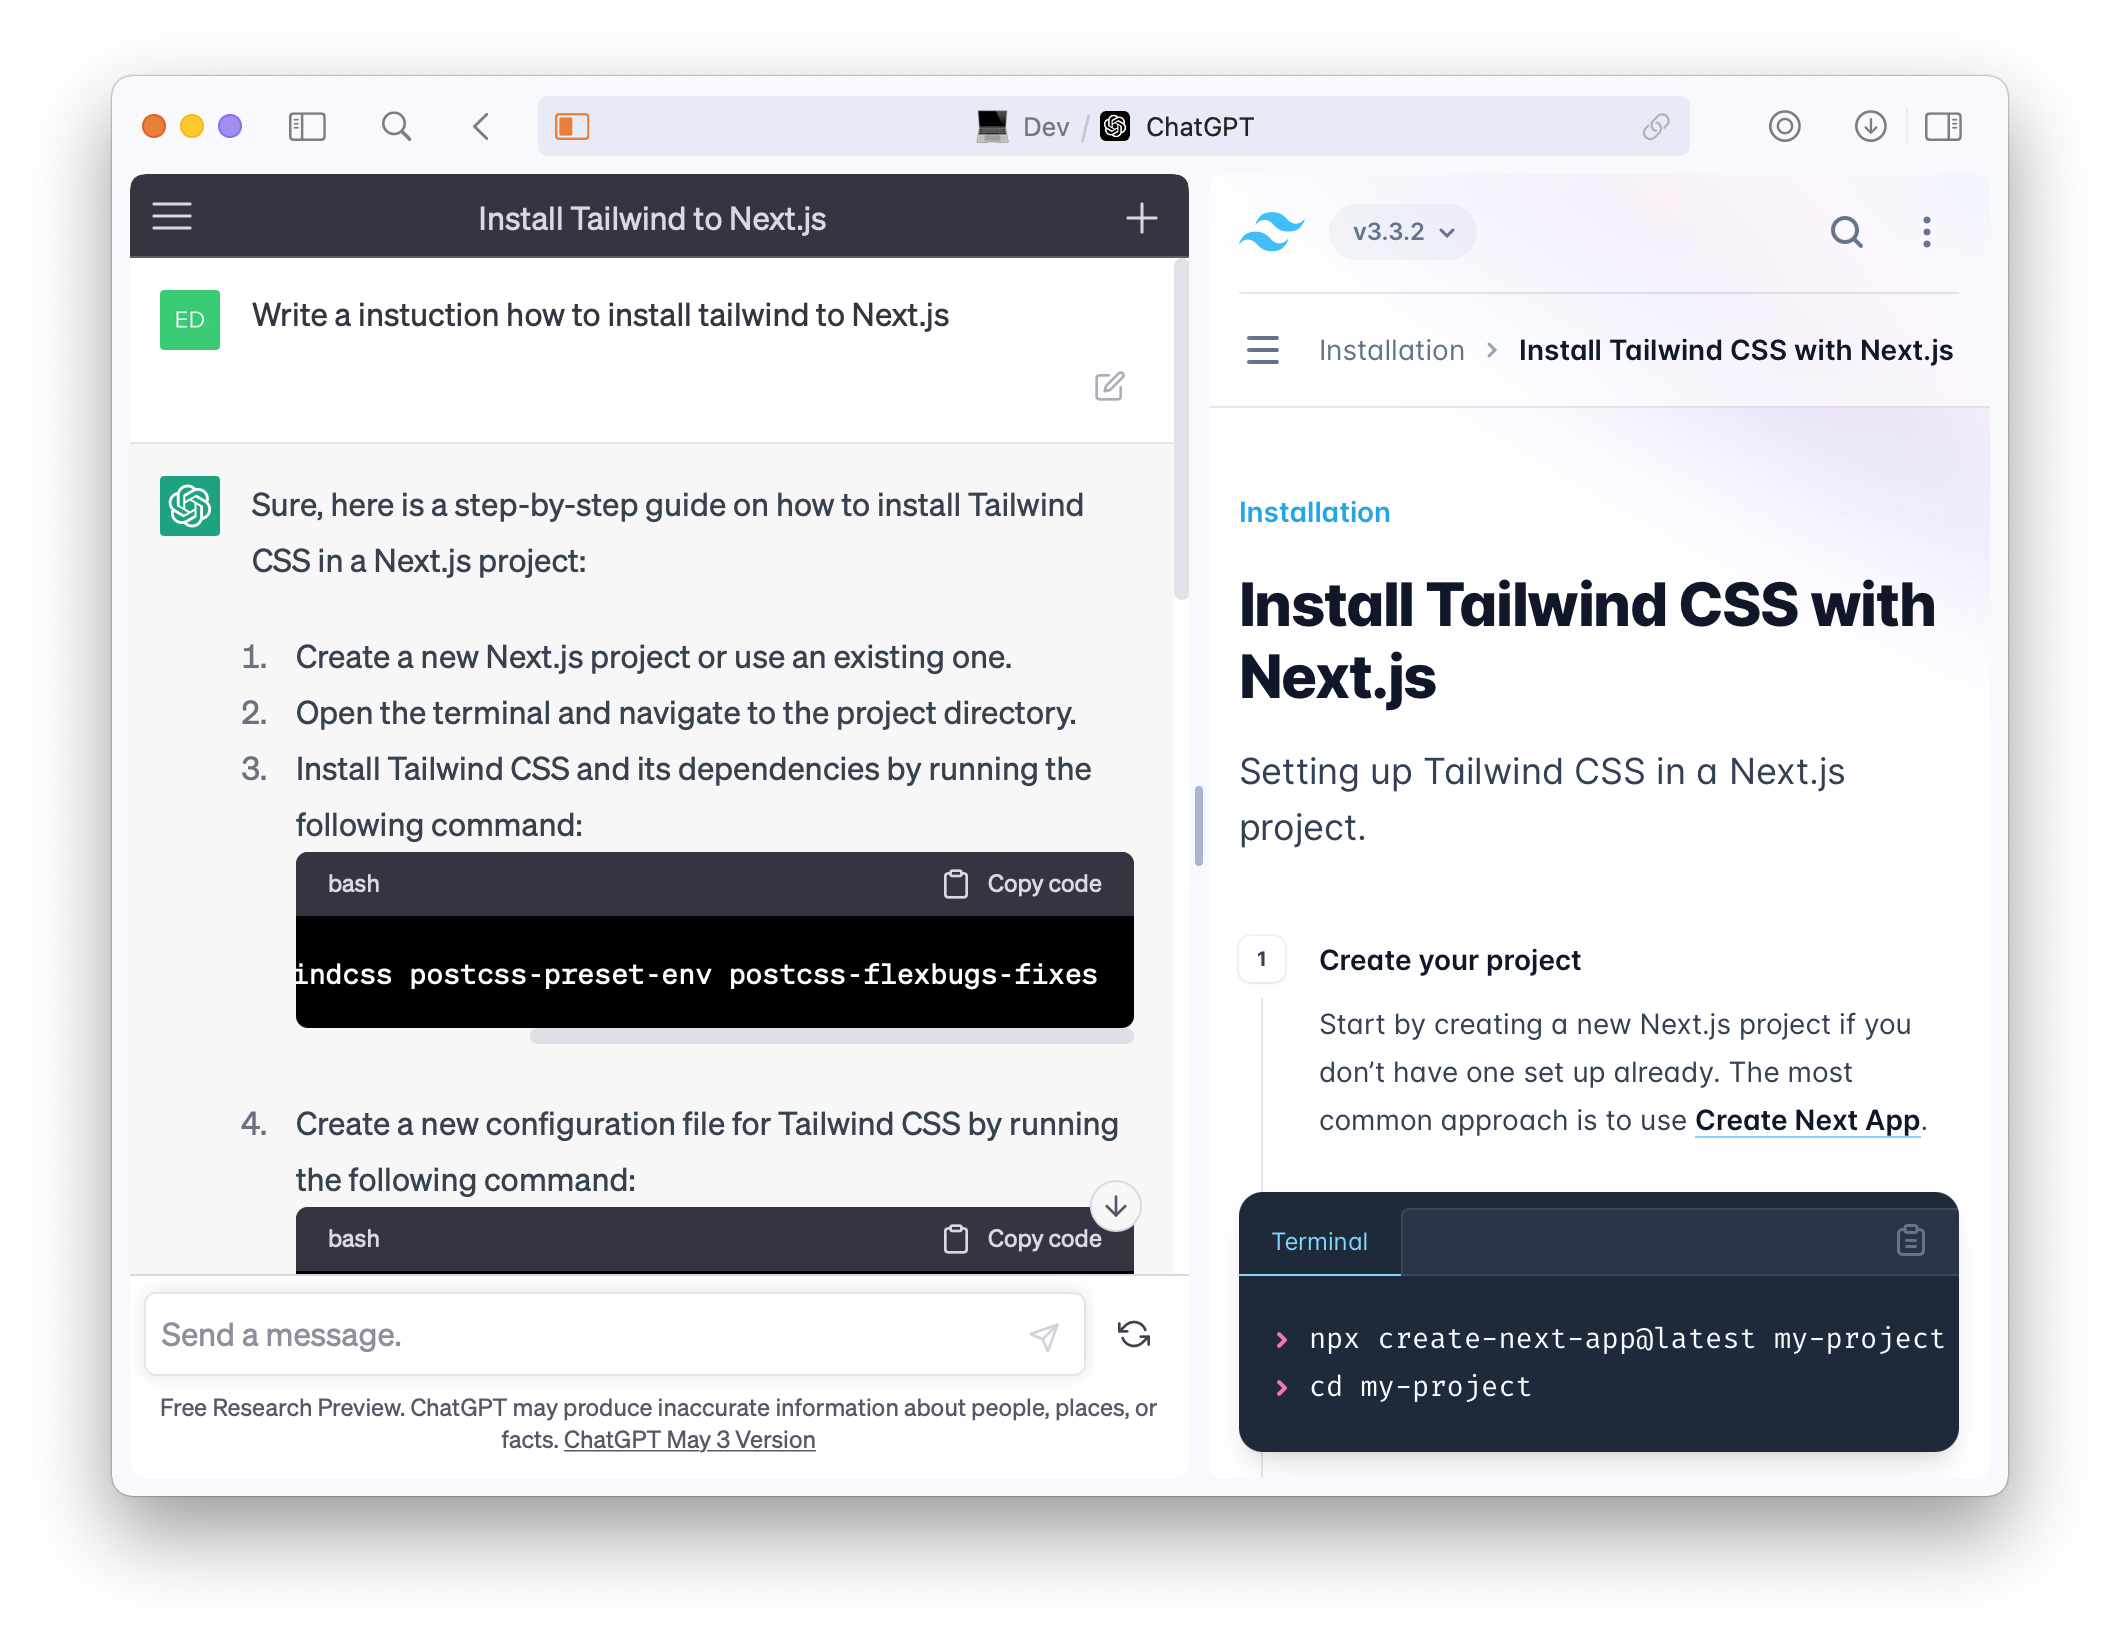 Dev / ChatGPT
Install Tailwind to Next.js
ED
Write a instuction how to install tailwind to Next.js
Sure, here is a step-by-step guide on how to install Tailwind
CSS in a Next.js project:
1. Create a new Next.js project or use an existing one.
2. Open the terminal and navigate to the project directory.
3. Install Tailwind CSS and its dependencies by running the
following command:
bash Copy code
indcss postcss-preset-env postcss-flexbugs-fixes
4. Create a new configuration file for Tailwind CSS by running
the following command:
bash Copy code
Send a message.
Free Research Preview. ChatGPT may produce inaccurate information about people, places, or
facts. ChatGPT May 3 Version
v3.3.2
Installation > Install Tailwind CSS with Next.js
Installation
Install Tailwind CSS with
Next.js
Setting up Tailwind CSS in a Next.js
project.
1 Create your project
Start by creating a new Next.js project if you
don’t have one set up already. The most
common approach is to use Create Next App.
Terminal
> npx create-next-app@latest my-project
> cd my-project